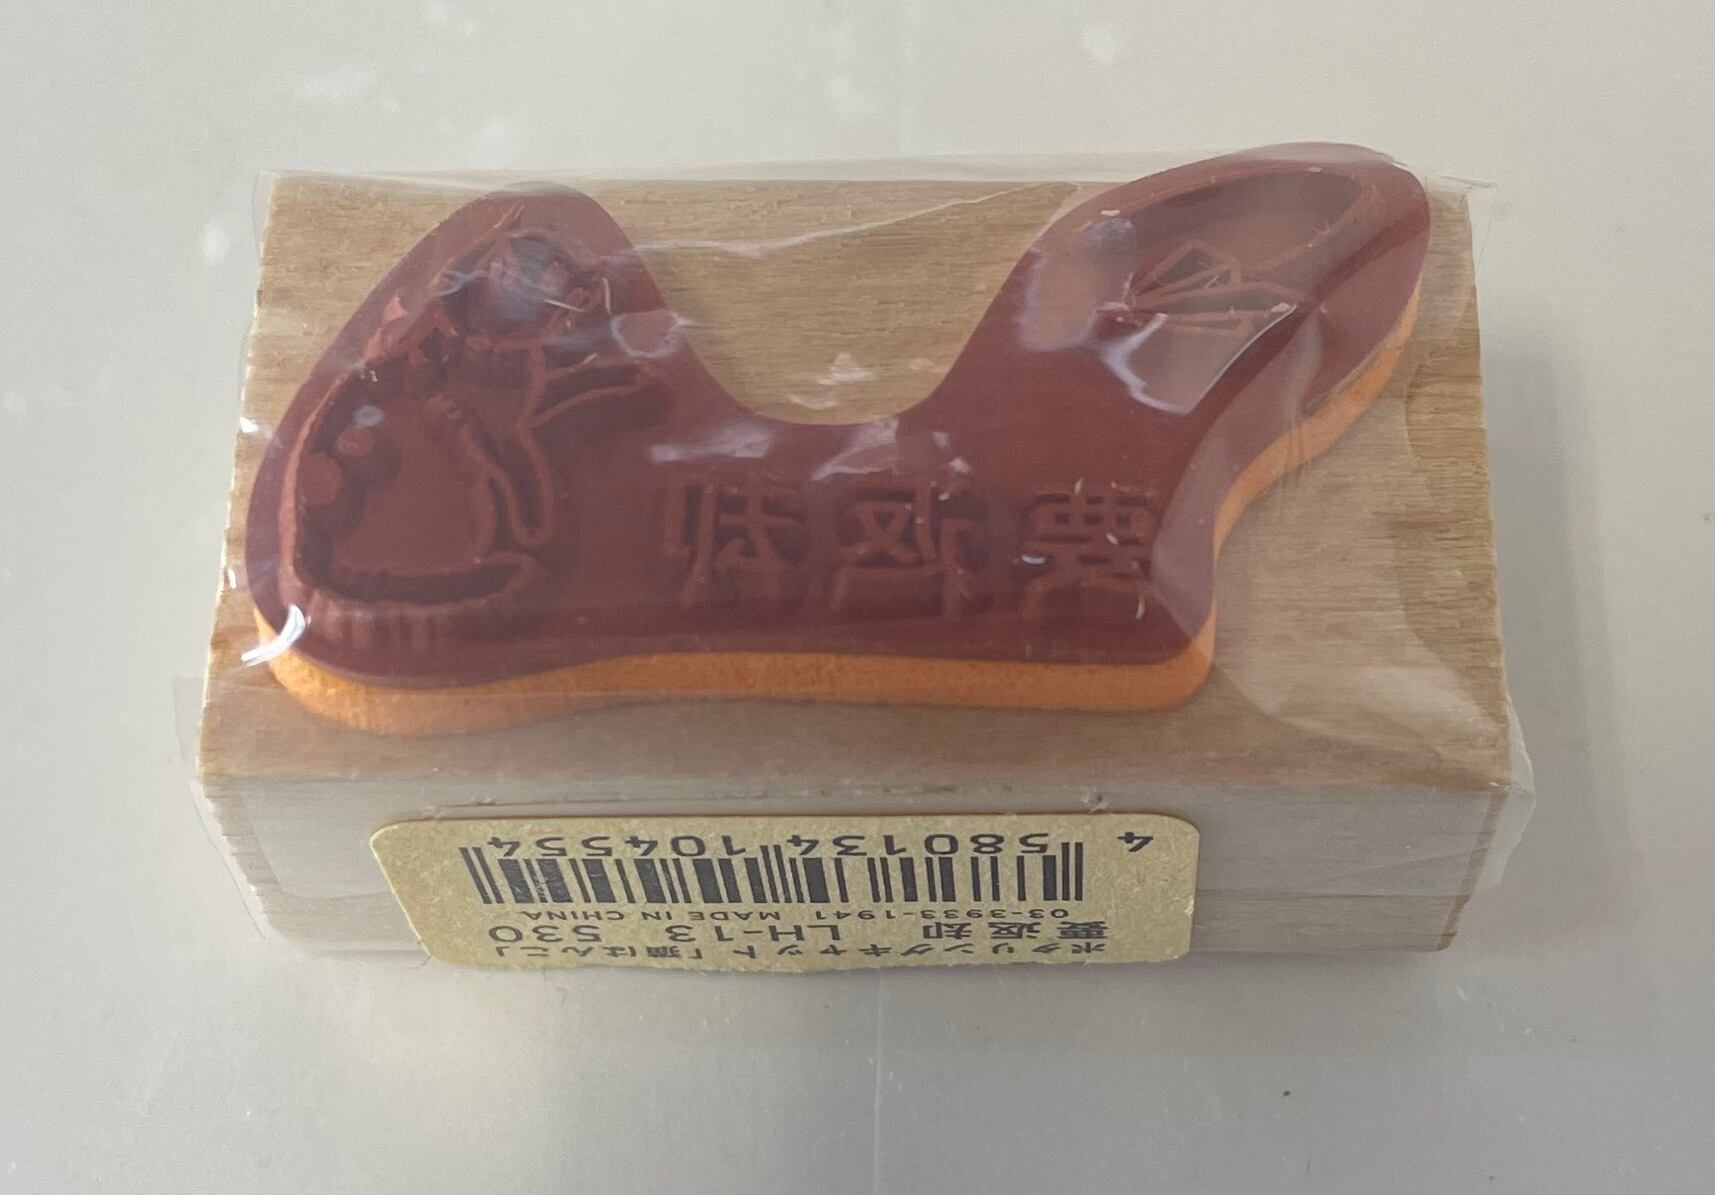 要返却
ポタリングキャット「猫はんこ」
要返却 LH-13 530
03-3933-1941 MADE IN CHINA
4 580134 104554